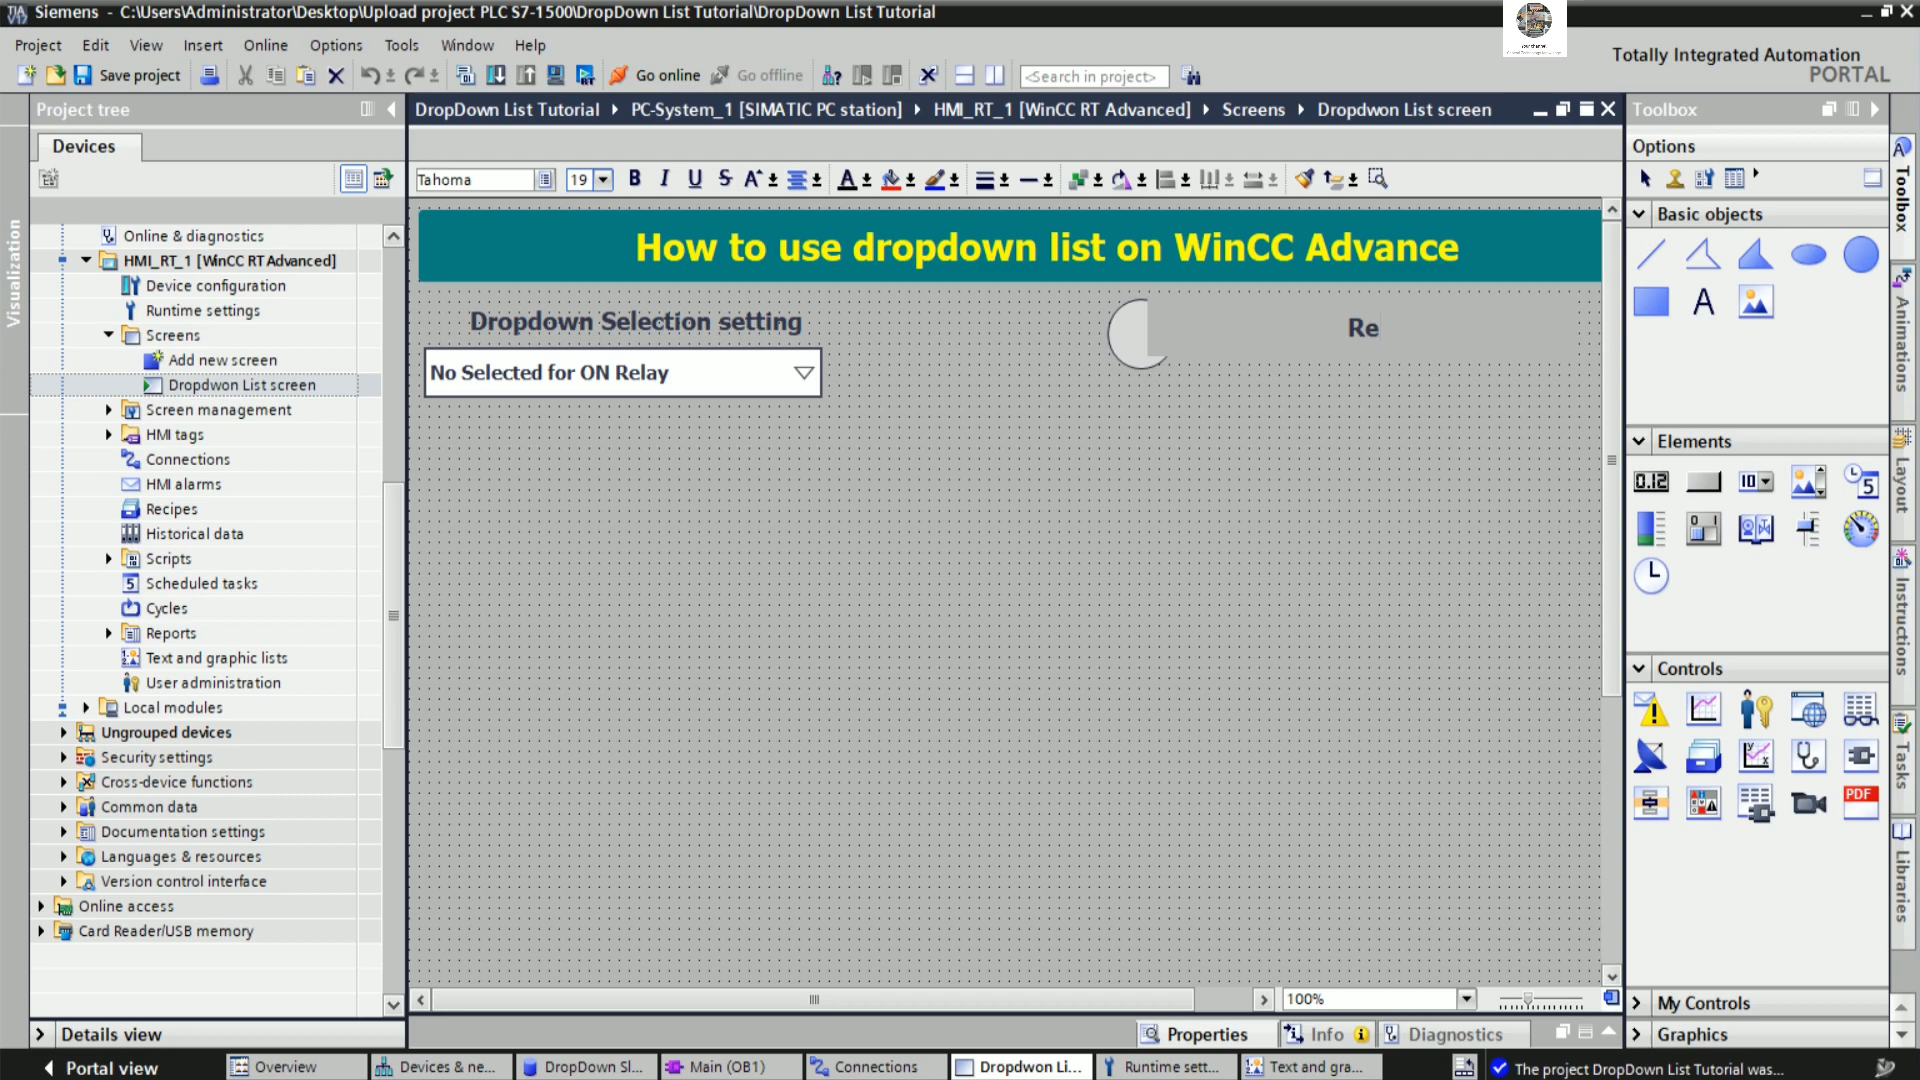 Siemens - C:\Users\Administrator\Desktop\Upload project PLC S7-1500\DropDown List Tutorial\DropDown List Tutorial
Project Edit View Insert Online Options Tools Window Help
Totally Integrated Automation
PORTAL
Save project
Go online
Go offline
<Search in project>
Project tree
DropDown List Tutorial
PC-System_1 [SIMATIC PC station]
HMI_RT_1 [WinCC RT Advanced]
Screens
Dropdwon List screen
Toolbox
Devices
Options
Tahoma
19
B I U S A
Visualization
Online & diagnostics
HMI_RT_1 [WinCC RT Advanced]
Device configuration
Runtime settings
Screens
Add new screen
Dropdwon List screen
Screen management
HMI tags
Connections
HMI alarms
Recipes
Historical data
Scripts
Scheduled tasks
Cycles
Reports
Text and graphic lists
User administration
Local modules
Ungrouped devices
Security settings
Cross-device functions
Common data
Documentation settings
Languages & resources
Version control interface
Online access
Card Reader/USB memory
Details view
How to use dropdown list on WinCC Advance
Dropdown Selection setting
No Selected for ON Relay
Re
100%
Properties
Info
Diagnostics
Basic objects
A
Elements
0.12
10
5
Controls
PDF
My Controls
Graphics
Toolbox
Animations
Layout
Instructions
Tasks
Libraries
Portal view
Overview
Devices & ne...
DropDown Sl...
Main (OB1)
Connections
Dropdwon Li...
Runtime sett...
Text and gra...
The project DropDown List Tutorial was...